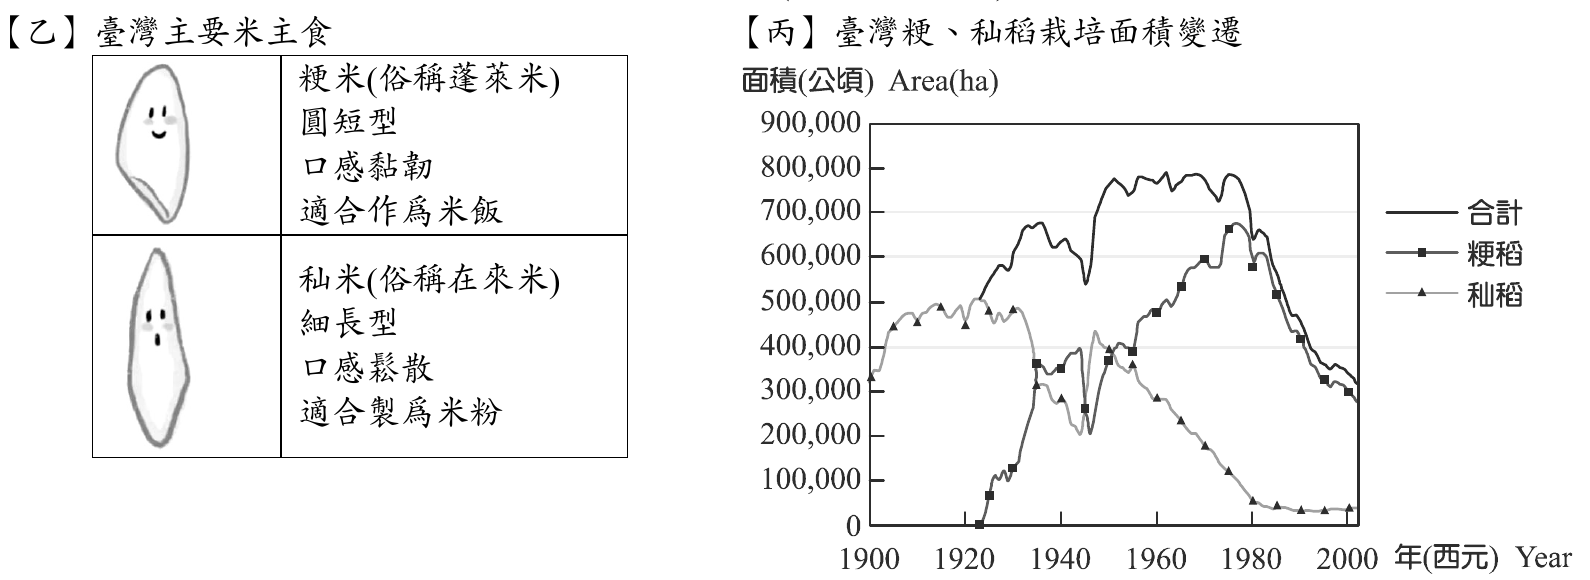 【乙】臺灣主要米主食
粳米(俗稱蓬萊米)
圓短型
口感黏韌
適合作為米飯
秈米(俗稱在來米)
細長型
口感鬆散
適合製為米粉
【丙】臺灣粳、秈稻栽培面積變遷
面積(公頃) Area(ha)
900,000
800,000
700,000
600,000
500,000
400,000
300,000
200,000
100,000
0
1900 1920 1940 1960 1980 2000 年(西元) Year
合計
粳稻
秈稻